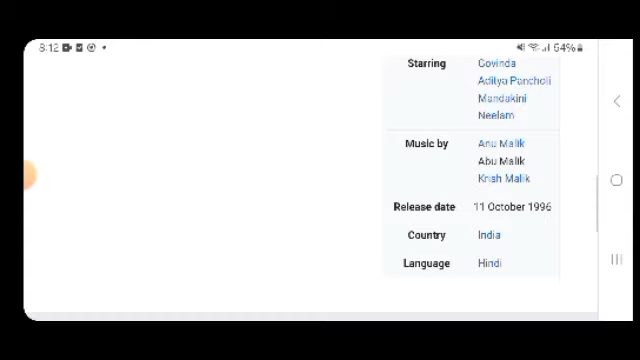 8:12 54%
Starring Govinda
Aditya Pancholi
Mandakini
Neelam
Music by Anu Malik
Abu Malik
Krish Malik
Release date 11 October 1996
Country India
Language Hindi